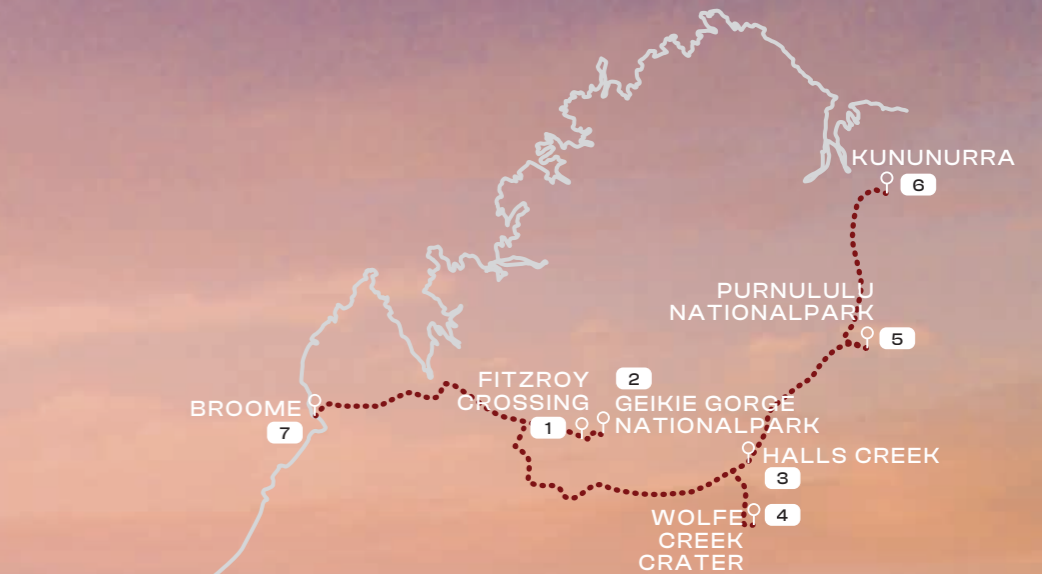 KUNUNURRA
6
PURNULULU
NATIONALPARK
5
FITZROY
CROSSING
1
2
GEIKIE GORGE
NATIONALPARK
BROOME
7
HALLS CREEK
3
WOLFE
CREEK
CRATER
4